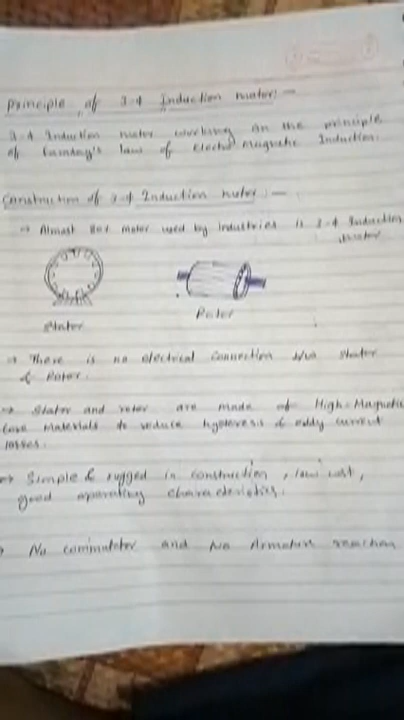 Principle of 3-ϕ Induction motor:-
3-ϕ Induction motor working on the principle
of Faraday's law of electro magnetic Induction.
Construction of 3-ϕ Induction motor:-
→ Almost 80% motor used by industries is 3-ϕ Induction
motor
Stator
Rotor
→ There is no electrical connection b/w stator
& Rotor.
→ Stator and rotor are made of High-Magnetic
Core Materials to reduce hysteresis & eddy current
losses.
→ Simple & rugged in construction, low cost,
good operating characteristics.
→ No commutator and No Armature reaction